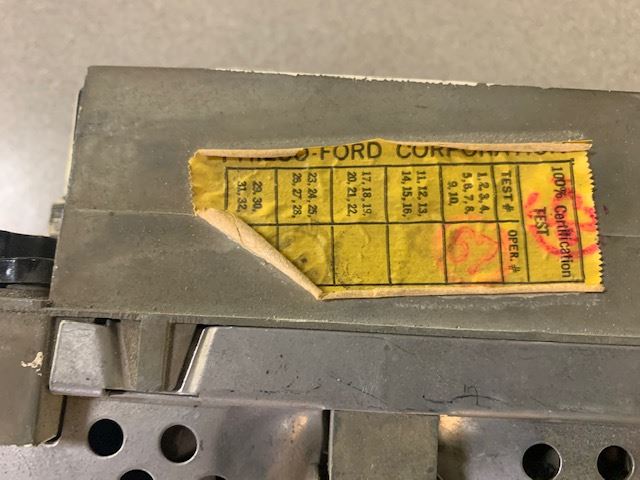 PHILCO-FORD CORPORATION
100% Certification
TEST
TEST # OPER. #
1, 2, 3, 4,
5, 6, 7, 8,
9, 10,
11, 12, 13,
14, 15, 16,
17, 18, 19,
20, 21, 22,
23, 24, 25,
26, 27, 28,
29, 30,
31, 32,